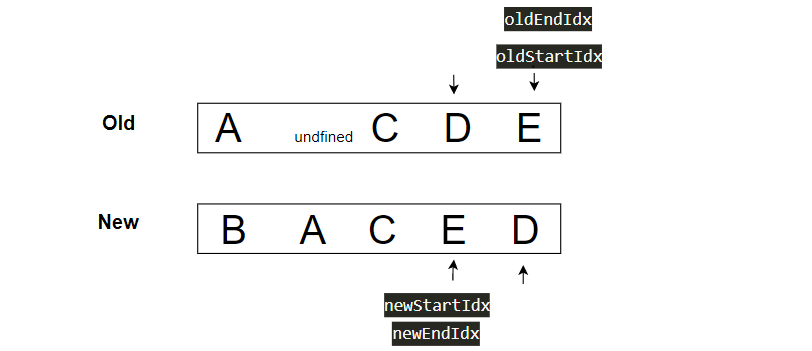 oldEndIdx
oldStartIdx
Old
A undfined C D E
New
B A C E D
newStartIdx
newEndIdx